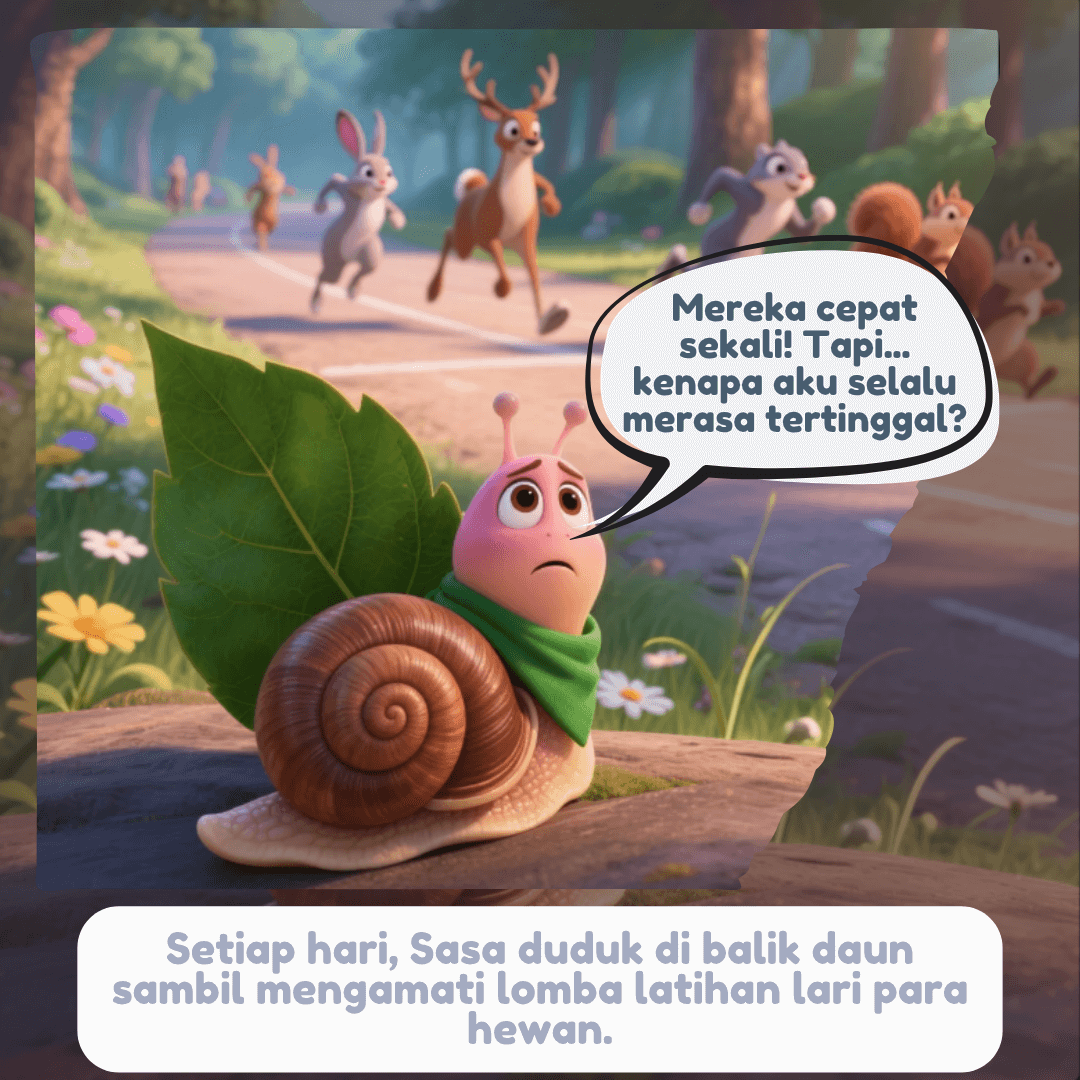 Mereka cepat
sekali! Tapi...
kenapa aku selalu
merasa tertinggal?
Setiap hari, Sasa duduk di balik daun
sambil mengamati lomba latihan lari para
hewan.